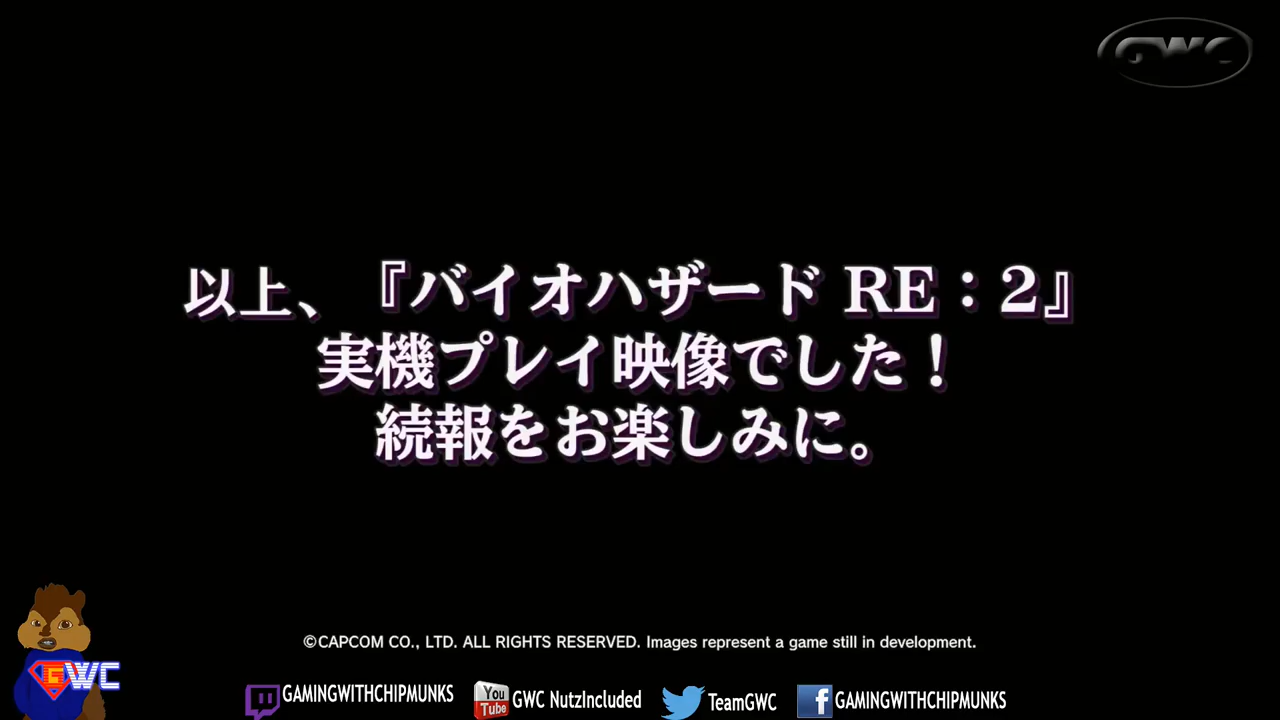 GWC
以上、『バイオハザード RE：2』
実機プレイ映像でした！
続報をお楽しみに。
©CAPCOM CO., LTD. ALL RIGHTS RESERVED. Images represent a game still in development.
GWC
GAMINGWITHCHIPMUNKS You Tube GWC NutzIncluded TeamGWC f GAMINGWITHCHIPMUNKS